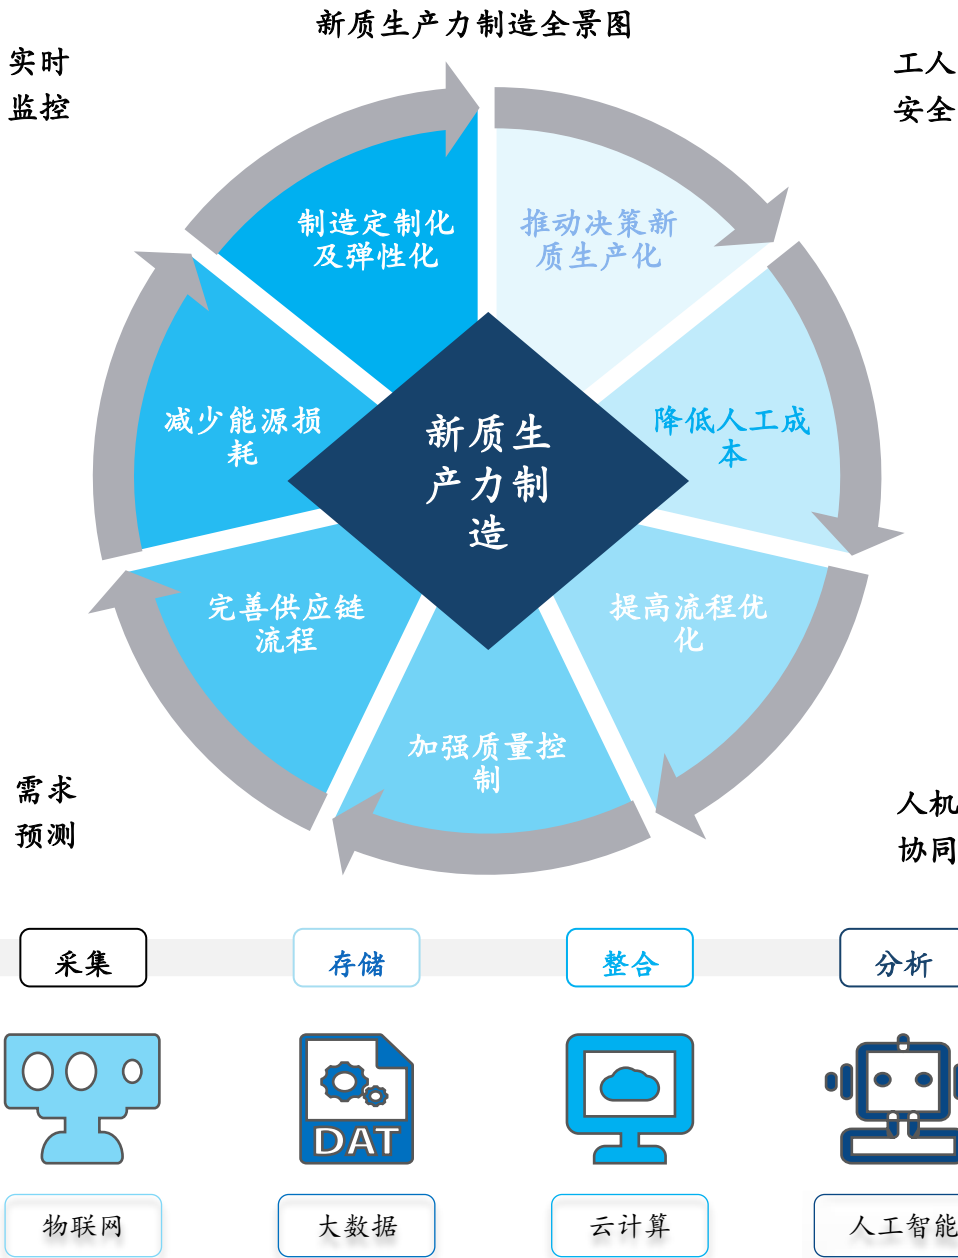 新质生产力制造全景图
实时
监控
工人
安全
制造定制化
及弹性化
推动决策新
质生产化
减少能源损
耗
降低人工成
本
新质生
产力制
造
完善供应链
流程
提高流程优
化
加强质量控
制
需求
预测
人机
协同
采集
存储
整合
分析
DAT
物联网
大数据
云计算
人工智能